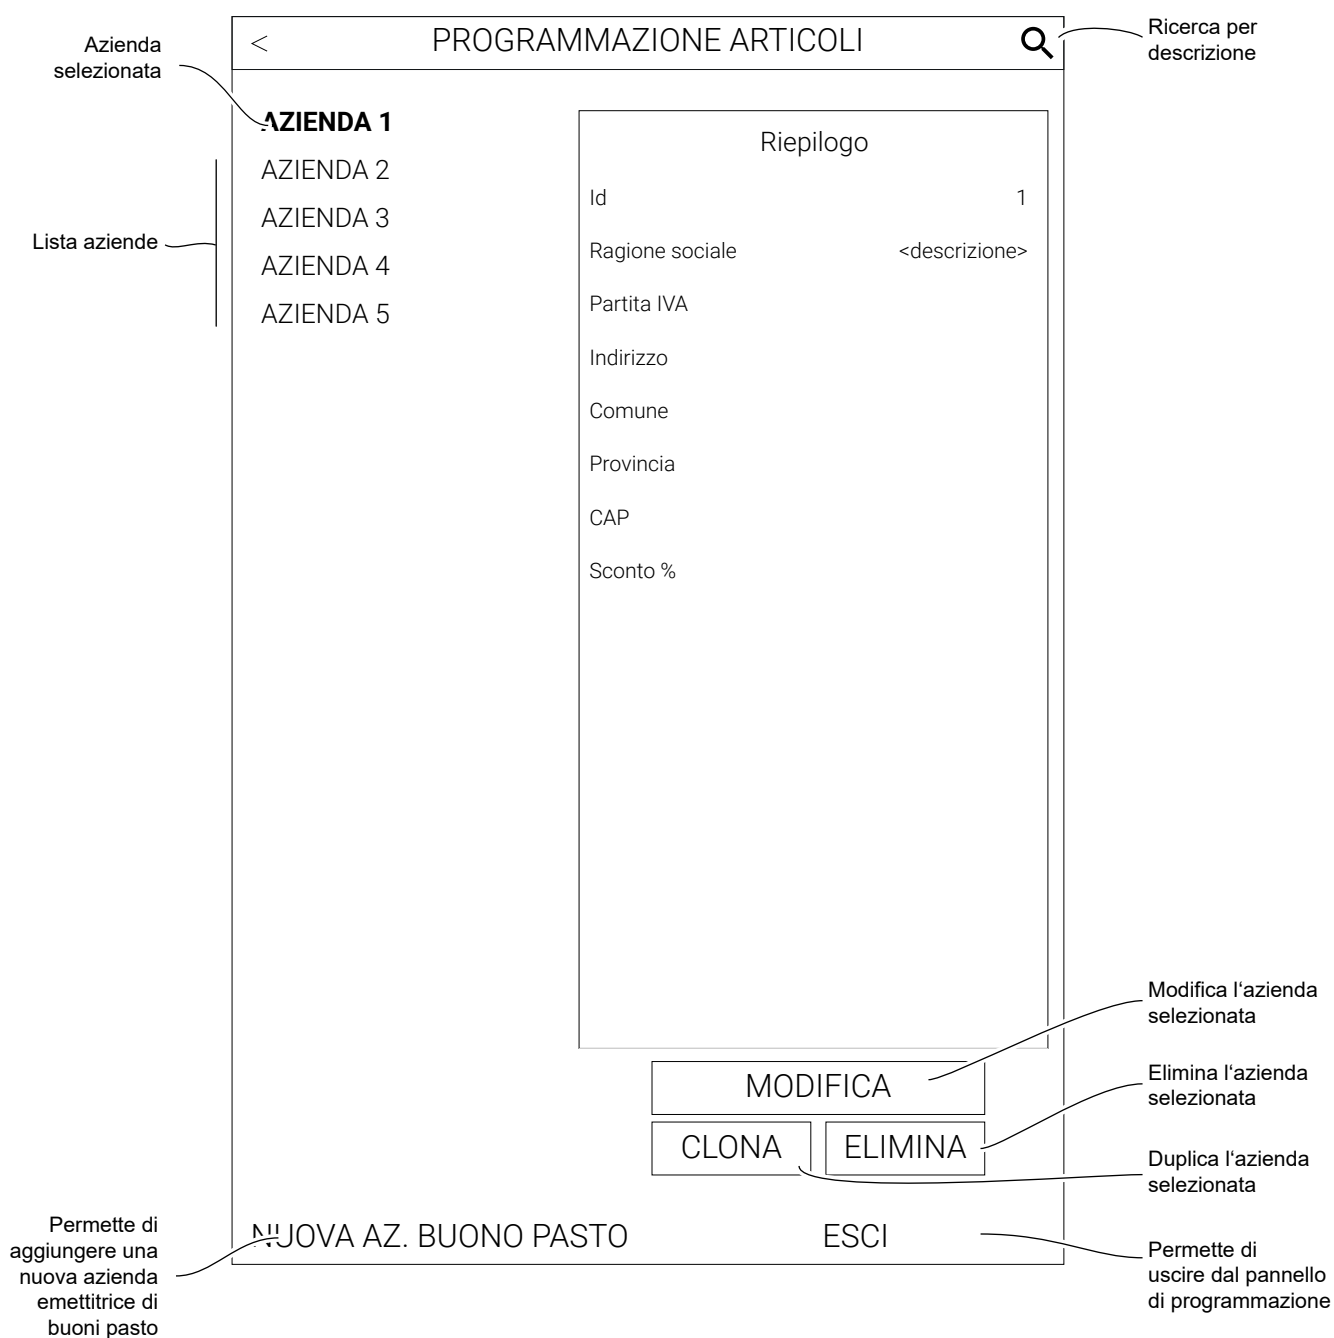 Azienda
selezionata
< PROGRAMMAZIONE ARTICOLI
Ricerca per
descrizione
AZIENDA 1
AZIENDA 2
AZIENDA 3
AZIENDA 4
AZIENDA 5
Lista aziende
Riepilogo
Id 1
Ragione sociale <descrizione>
Partita IVA
Indirizzo
Comune
Provincia
CAP
Sconto %
MODIFICA
CLONA ELIMINA
Modifica l‘azienda
selezionata
Elimina l‘azienda
selezionata
Duplica l‘azienda
selezionata
NUOVA AZ. BUONO PASTO ESCI
Permette di
aggiungere una
nuova azienda
emettitrice di
buoni pasto
Permette di
uscire dal pannello
di programmazione